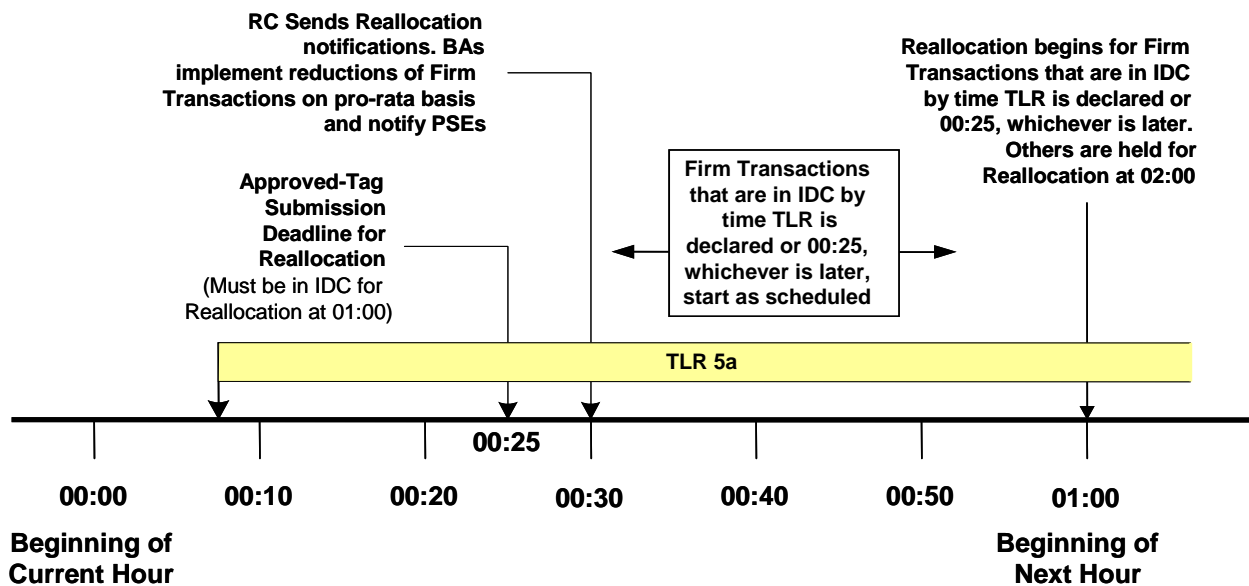 RC Sends Reallocation
notifications. BAs
implement reductions of Firm
Transactions on pro-rata basis
and notify PSEs
Reallocation begins for Firm
Transactions that are in IDC
by time TLR is declared or
00:25, whichever is later.
Others are held for
Reallocation at 02:00
Approved-Tag
Submission
Deadline for
Reallocation
(Must be in IDC for
Reallocation at 01:00)
Firm Transactions
that are in IDC by
time TLR is
declared or 00:25,
whichever is later,
start as scheduled
TLR 5a
00:25
00:00
00:10
00:20
00:30
00:40
00:50
01:00
Beginning of
Current Hour
Beginning of
Next Hour